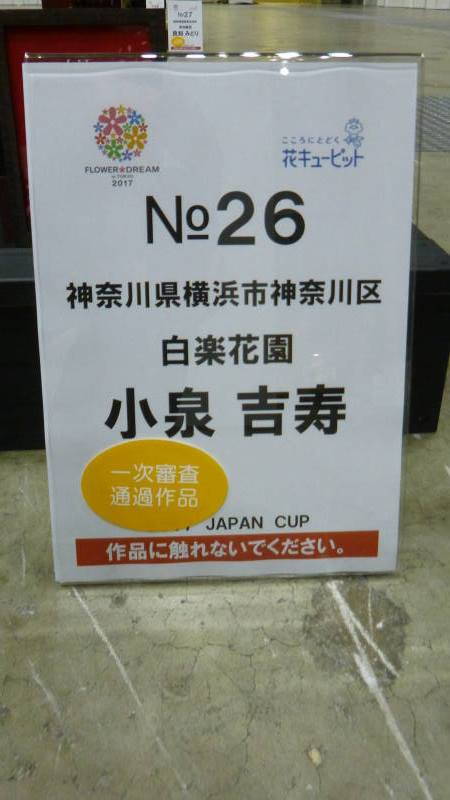 №27
FLOWER★DREAM
in TOKYO
2017
こころにとどく
花キューピット
№26
神奈川県横浜市神奈川区
白楽花園
小泉 吉寿
一次審査
通過作品
JAPAN CUP
作品に触れないでください。